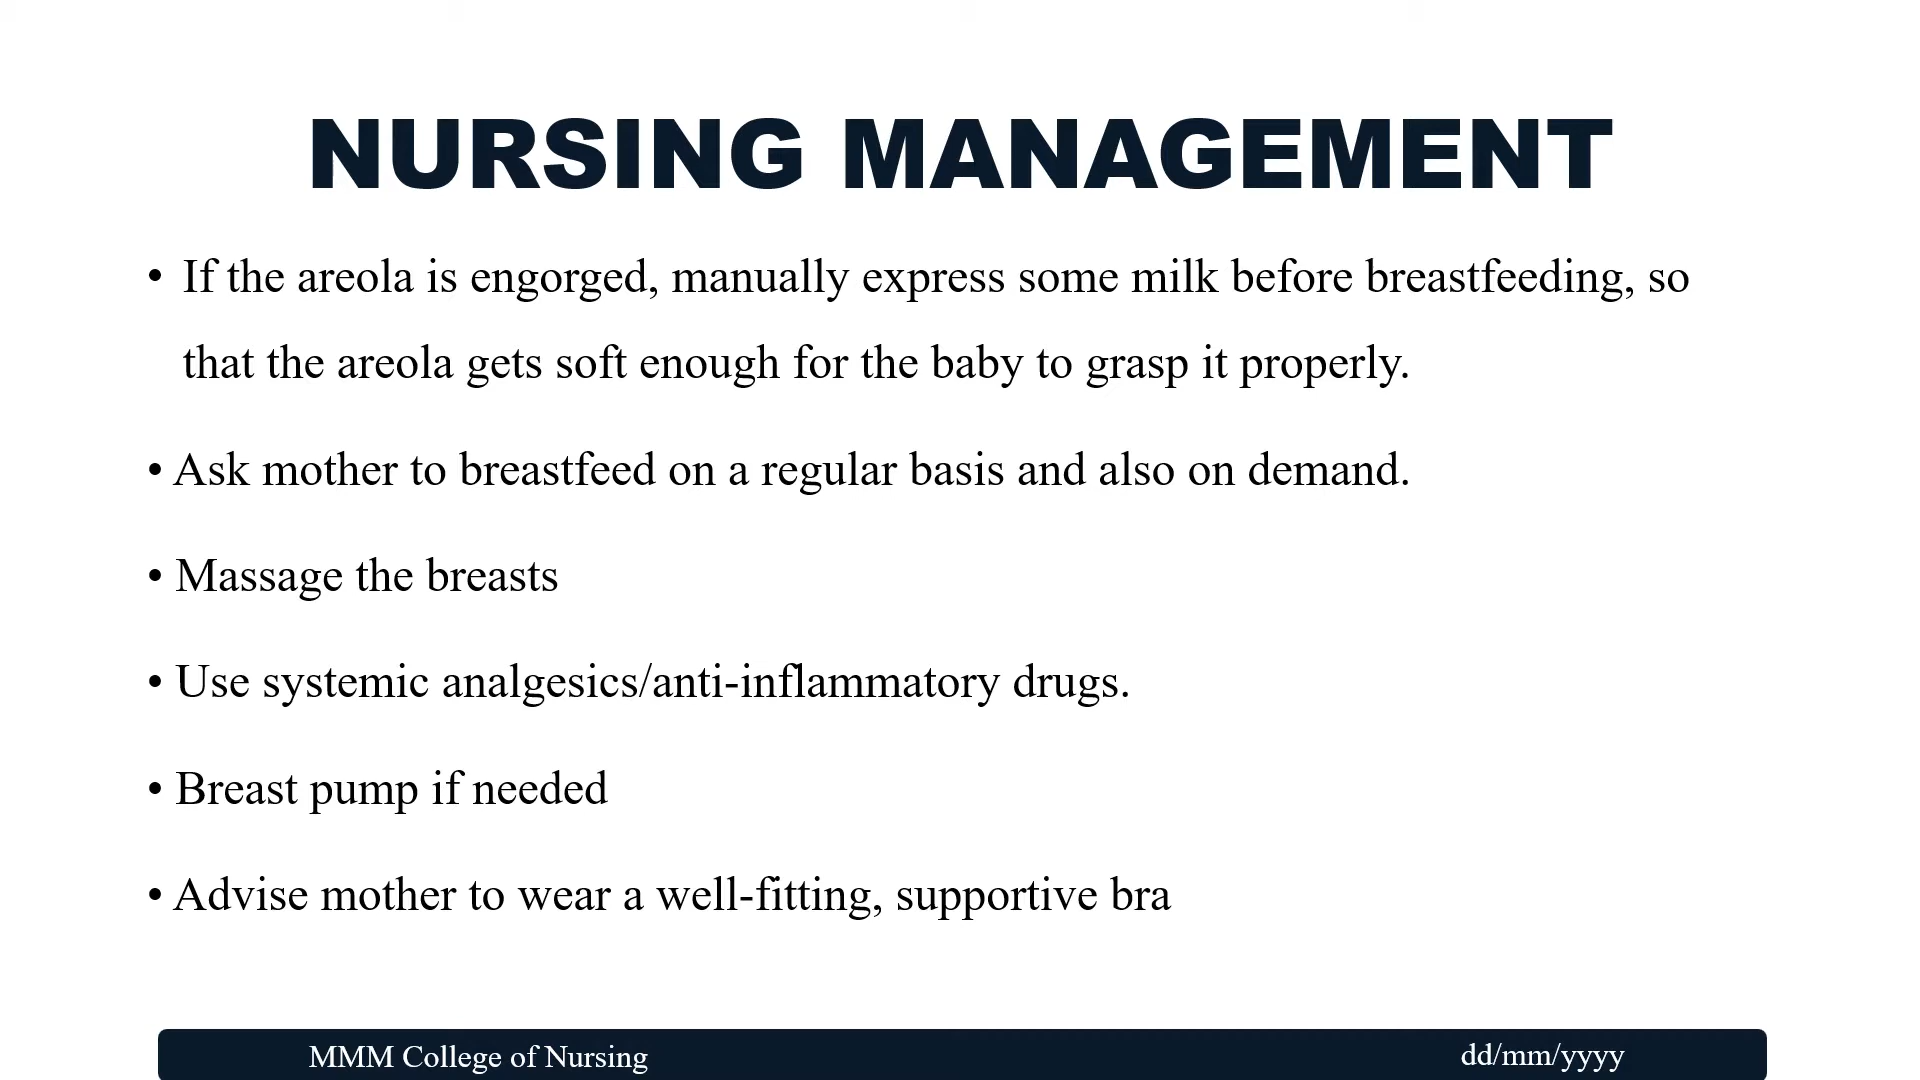 NURSING MANAGEMENT
• If the areola is engorged, manually express some milk before breastfeeding, so
that the areola gets soft enough for the baby to grasp it properly.
• Ask mother to breastfeed on a regular basis and also on demand.
• Massage the breasts
• Use systemic analgesics/anti-inflammatory drugs.
• Breast pump if needed
• Advise mother to wear a well-fitting, supportive bra
MMM College of Nursing
dd/mm/yyyy